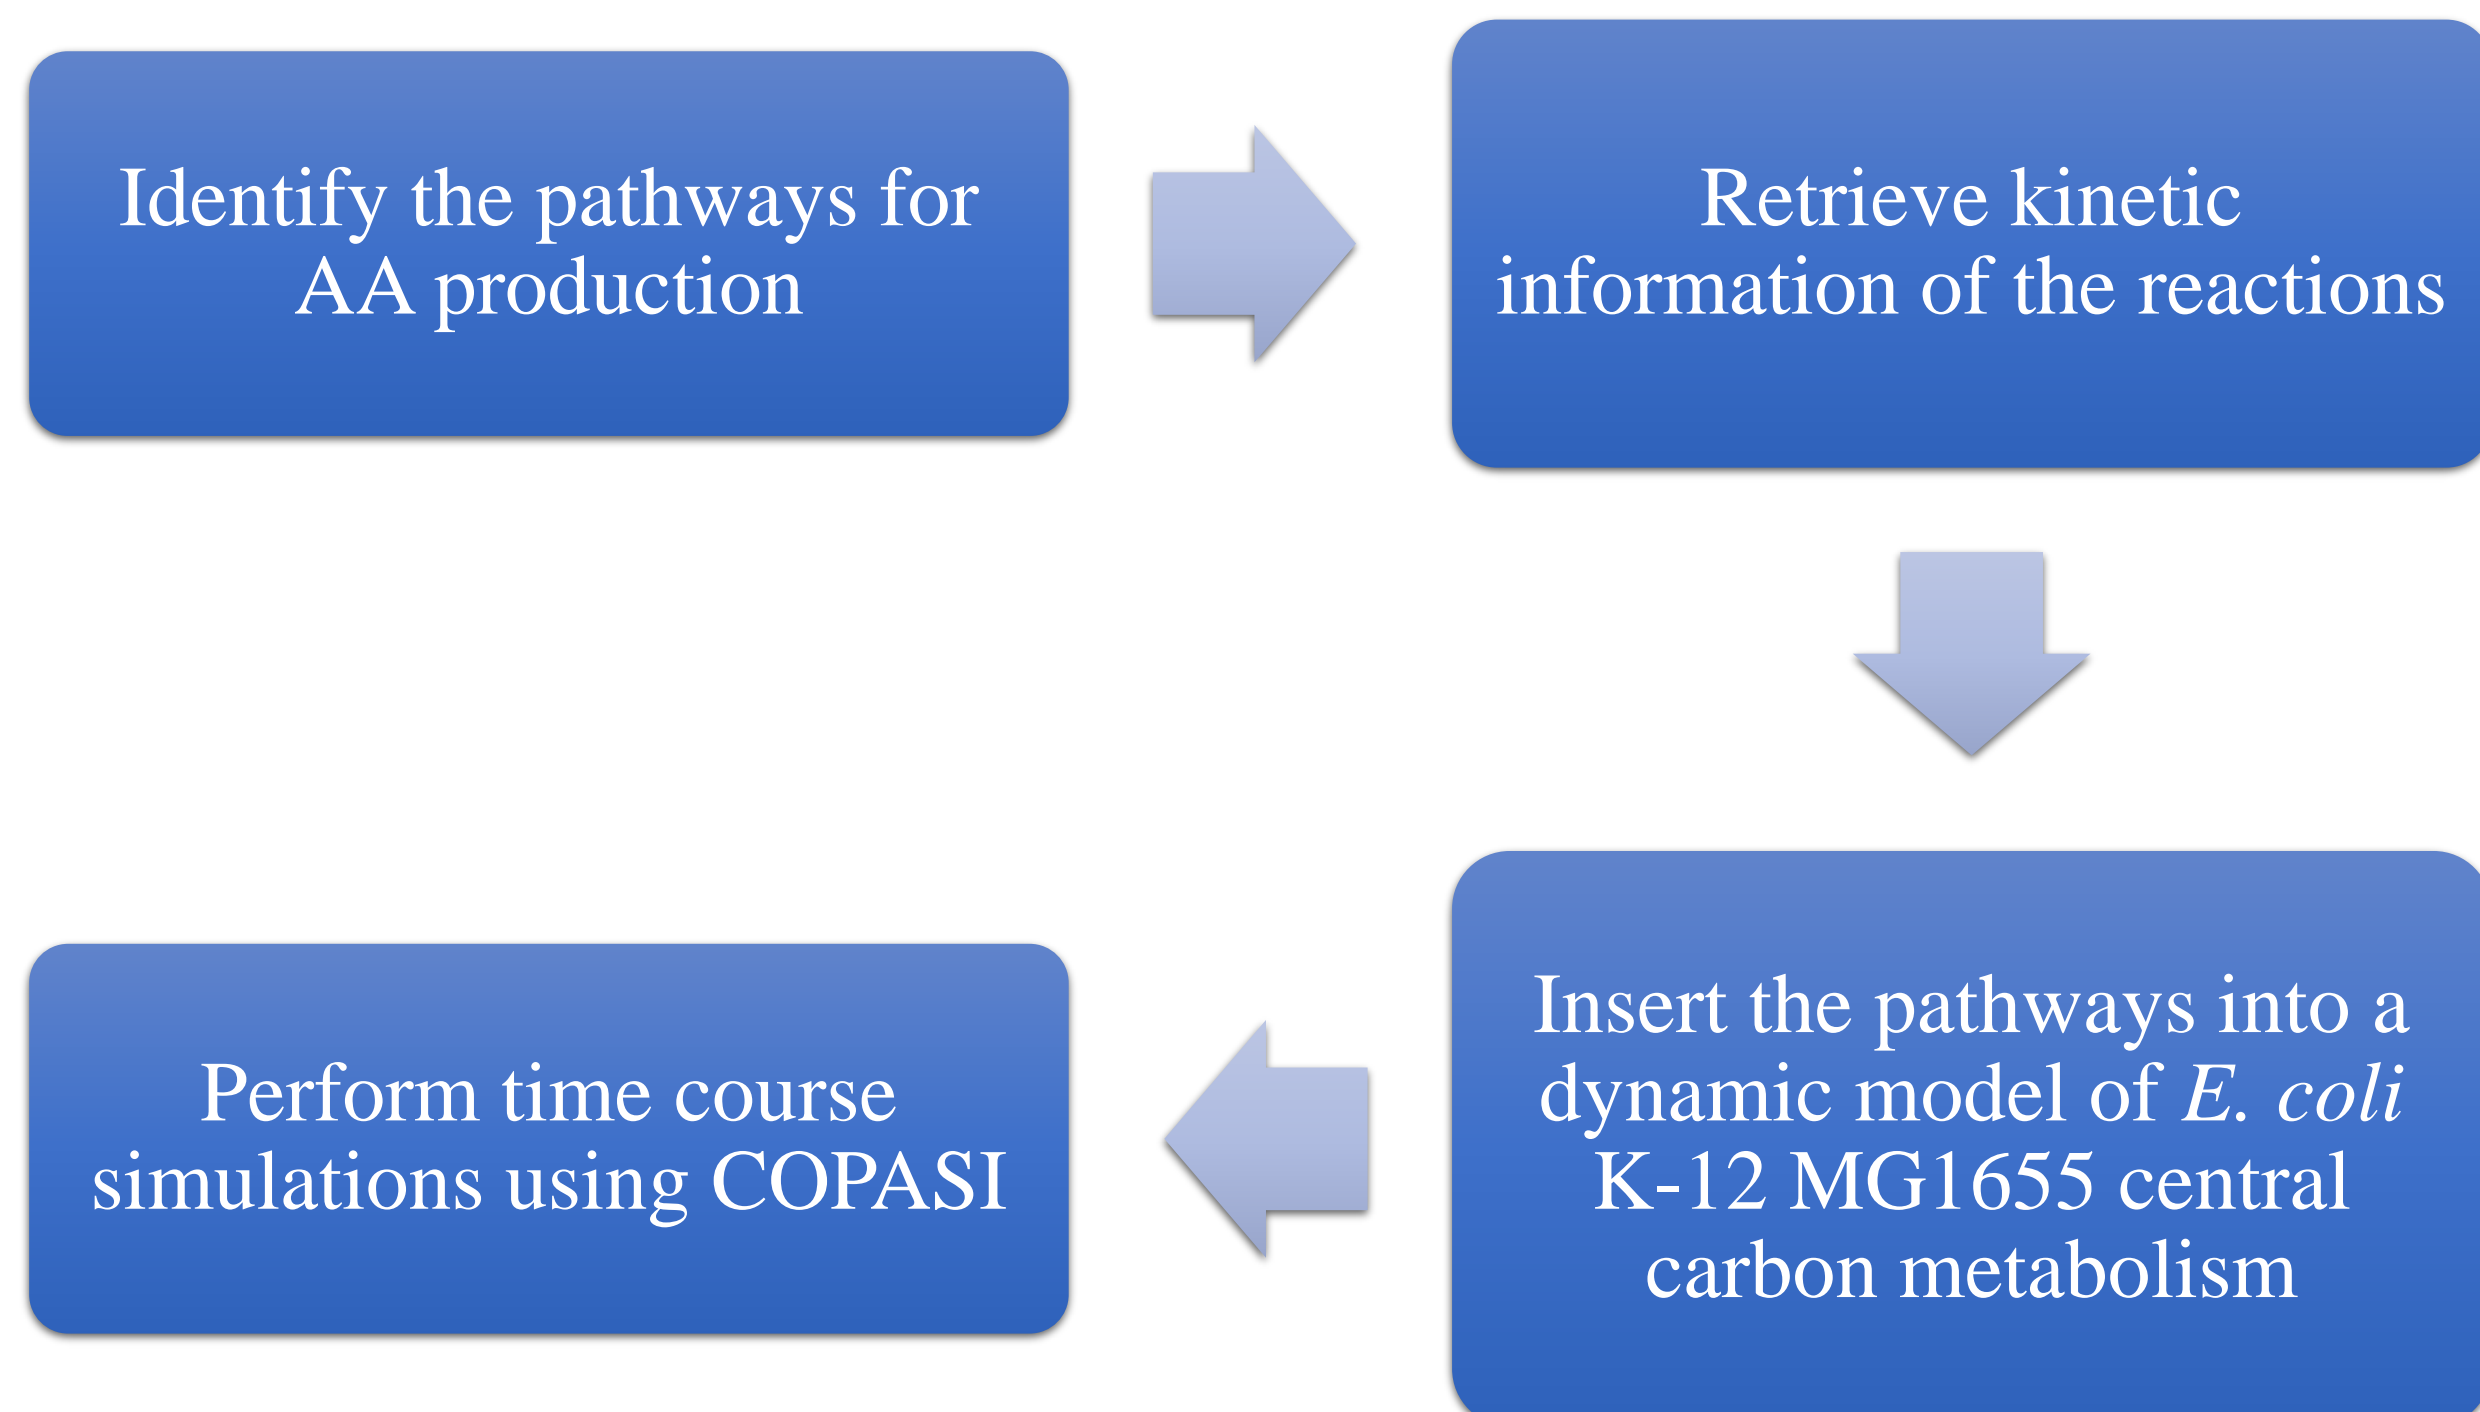 Identify the pathways for
AA production
Retrieve kinetic
information of the reactions
Insert the pathways into a
dynamic model of E. coli
K-12 MG1655 central
carbon metabolism
Perform time course
simulations using COPASI